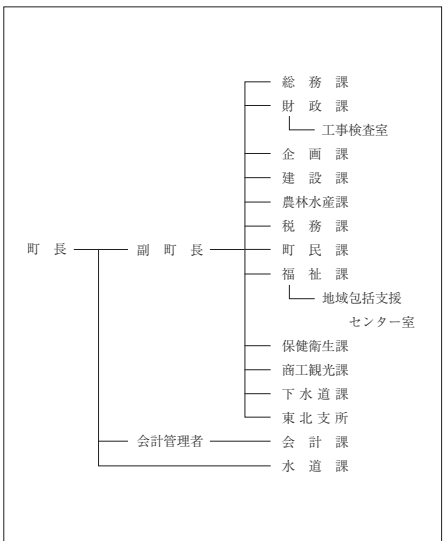 総務課
財政課
工事検査室
企画課
建設課
農林水産課
税務課
町長 副町長 町民課
福祉課
地域包括支援
センター室
保健衛生課
商工観光課
下水道課
東北支所
会計管理者 会計課
水道課